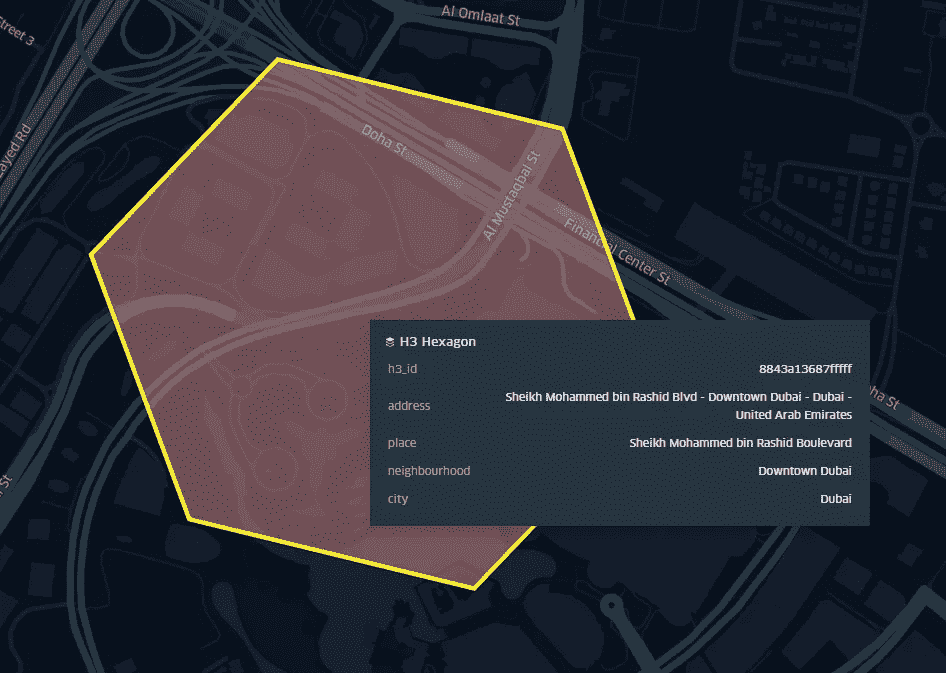 Al Omlaat St
Street 3
Doha St
ayed Rd
Al Mustaqbal St
Financial Center St
H3 Hexagon
h3_id 8843a13687fffff
address Sheikh Mohammed bin Rashid Blvd - Downtown Dubai - Dubai -
United Arab Emirates
place Sheikh Mohammed bin Rashid Boulevard
neighbourhood Downtown Dubai
city Dubai
ha St
St